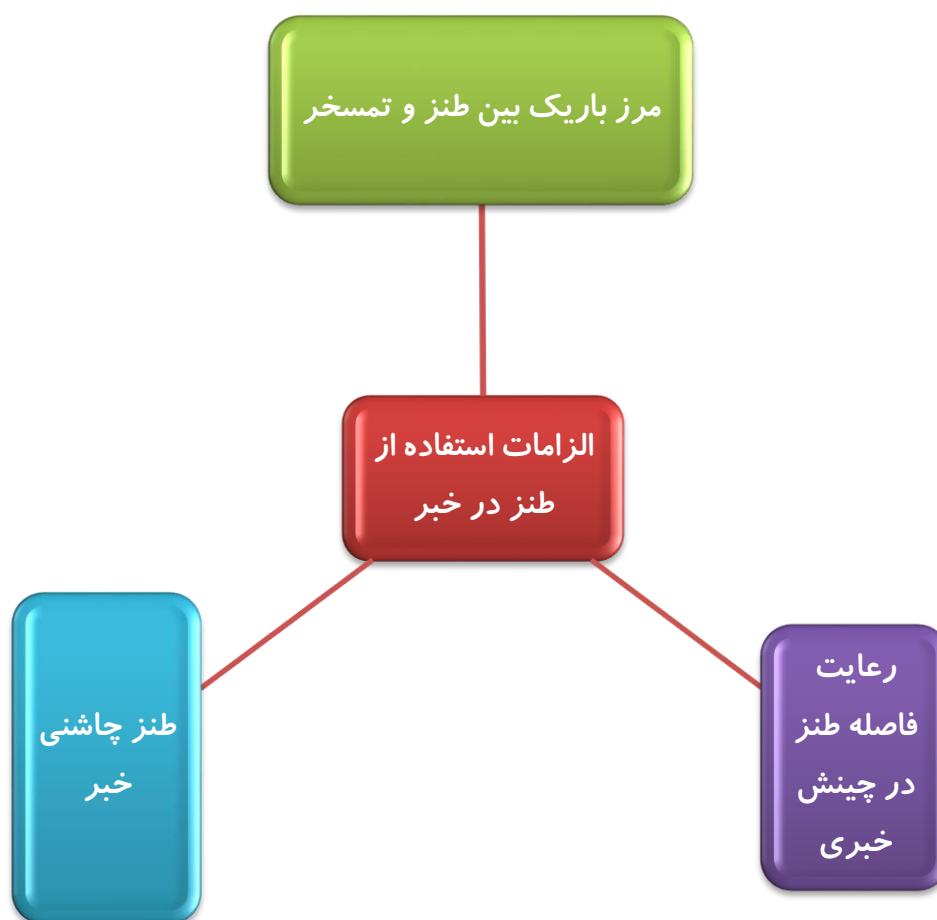 مرز باریک بین طنز و تمسخر
الزامات استفاده از
طنز در خبر
رعایت
فاصله طنز
در چینش
خبری
طنز چاشنی
خبر